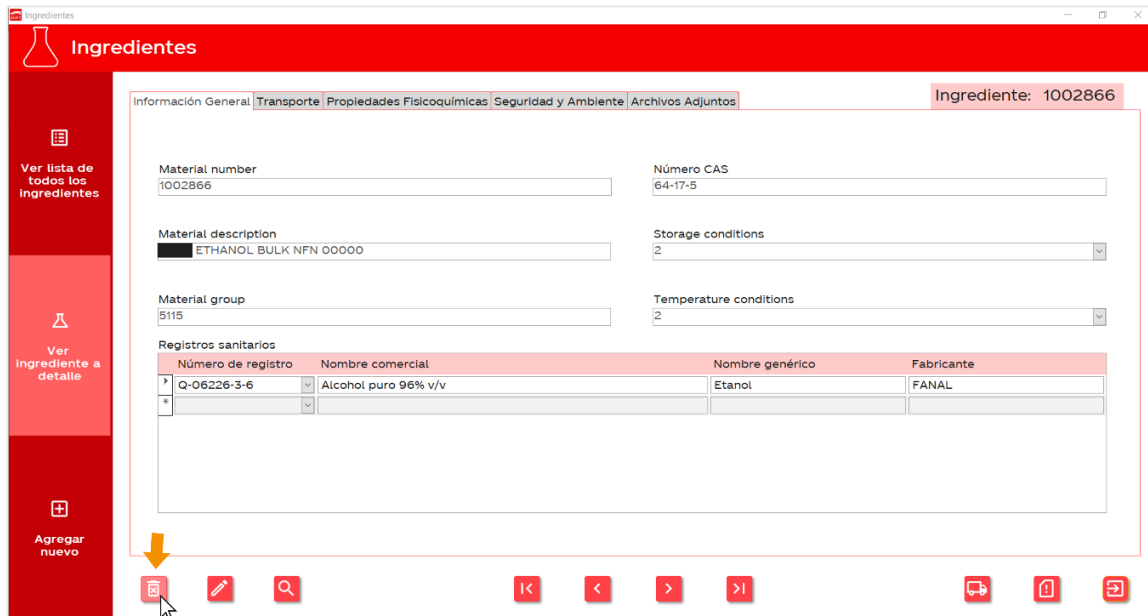 Ingredientes
Ingredientes
Ver lista de
todos los
ingredientes
Ver
ingrediente a
detalle
Agregar
nuevo
Información General Transporte Propiedades Fisicoquímicas Seguridad y Ambiente Archivos Adjuntos
Ingrediente: 1002866
Material number
1002866
Número CAS
64-17-5
Material description
ETHANOL BULK NFN 00000
Storage conditions
2
Material group
5115
Temperature conditions
2
Registros sanitarios
Número de registro Nombre comercial Nombre genérico Fabricante
Q-06226-3-6 Alcohol puro 96% v/v Etanol FANAL